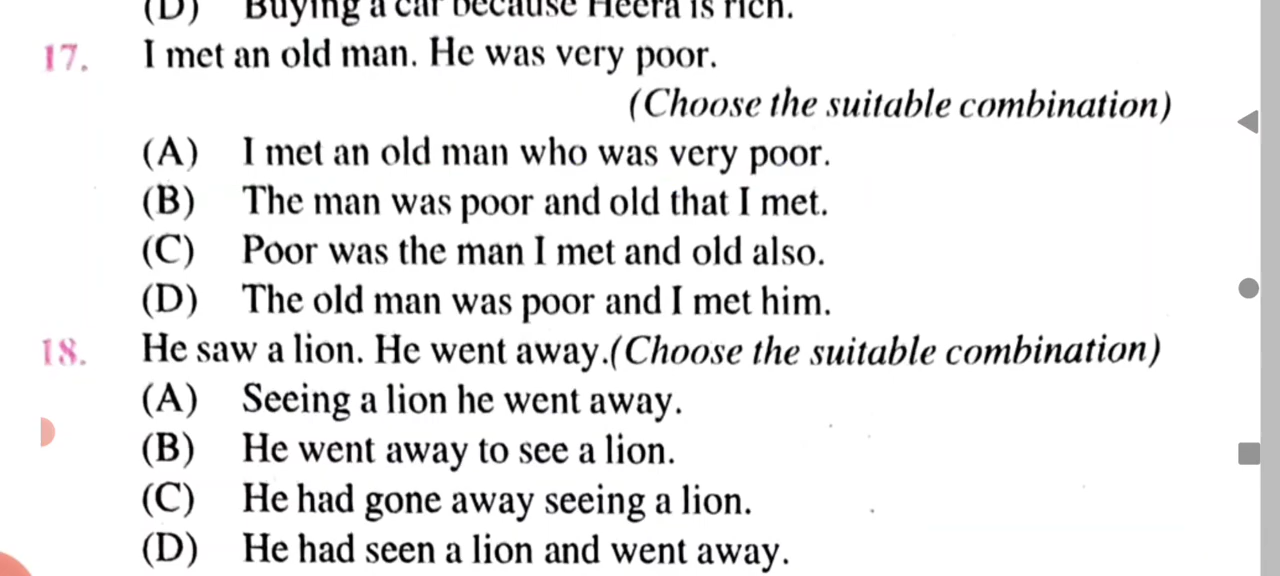 (D) Buying a car because Heera is rich.
17. I met an old man. He was very poor.
(Choose the suitable combination)
(A) I met an old man who was very poor.
(B) The man was poor and old that I met.
(C) Poor was the man I met and old also.
(D) The old man was poor and I met him.
18. He saw a lion. He went away.(Choose the suitable combination)
(A) Seeing a lion he went away.
(B) He went away to see a lion.
(C) He had gone away seeing a lion.
(D) He had seen a lion and went away.